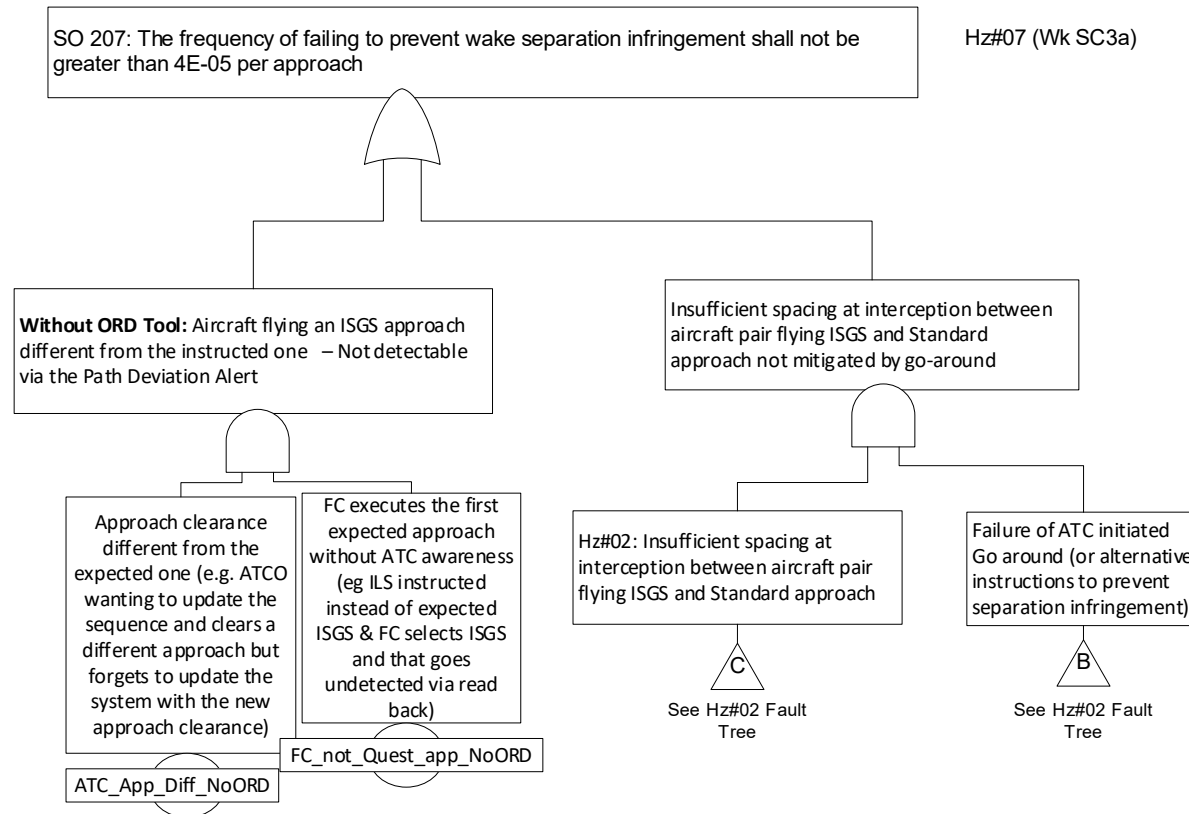 SO 207: The frequency of failing to prevent wake separation infringement shall not be
greater than 4E-05 per approach
Hz#07 (Wk SC3a)
Without ORD Tool: Aircraft flying an ISGS approach
different from the instructed one – Not detectable
via the Path Deviation Alert
Insufficient spacing at interception between
aircraft pair flying ISGS and Standard
approach not mitigated by go-around
Approach clearance
different from the
expected one (e.g. ATCO
wanting to update the
sequence and clears a
different approach but
forgets to update the
system with the new
approach clearance)
ATC_App_Diff_NoORD
FC executes the first
expected approach
without ATC awareness
(eg ILS instructed
instead of expected
ISGS & FC selects ISGS
and that goes
undetected via read
back)
FC_not_Quest_app_NoORD
Hz#02: Insufficient spacing at
interception between aircraft pair
flying ISGS and Standard approach
C
See Hz#02 Fault
Tree
Failure of ATC initiated
Go around (or alternative
instructions to prevent
separation infringement)
B
See Hz#02 Fault
Tree